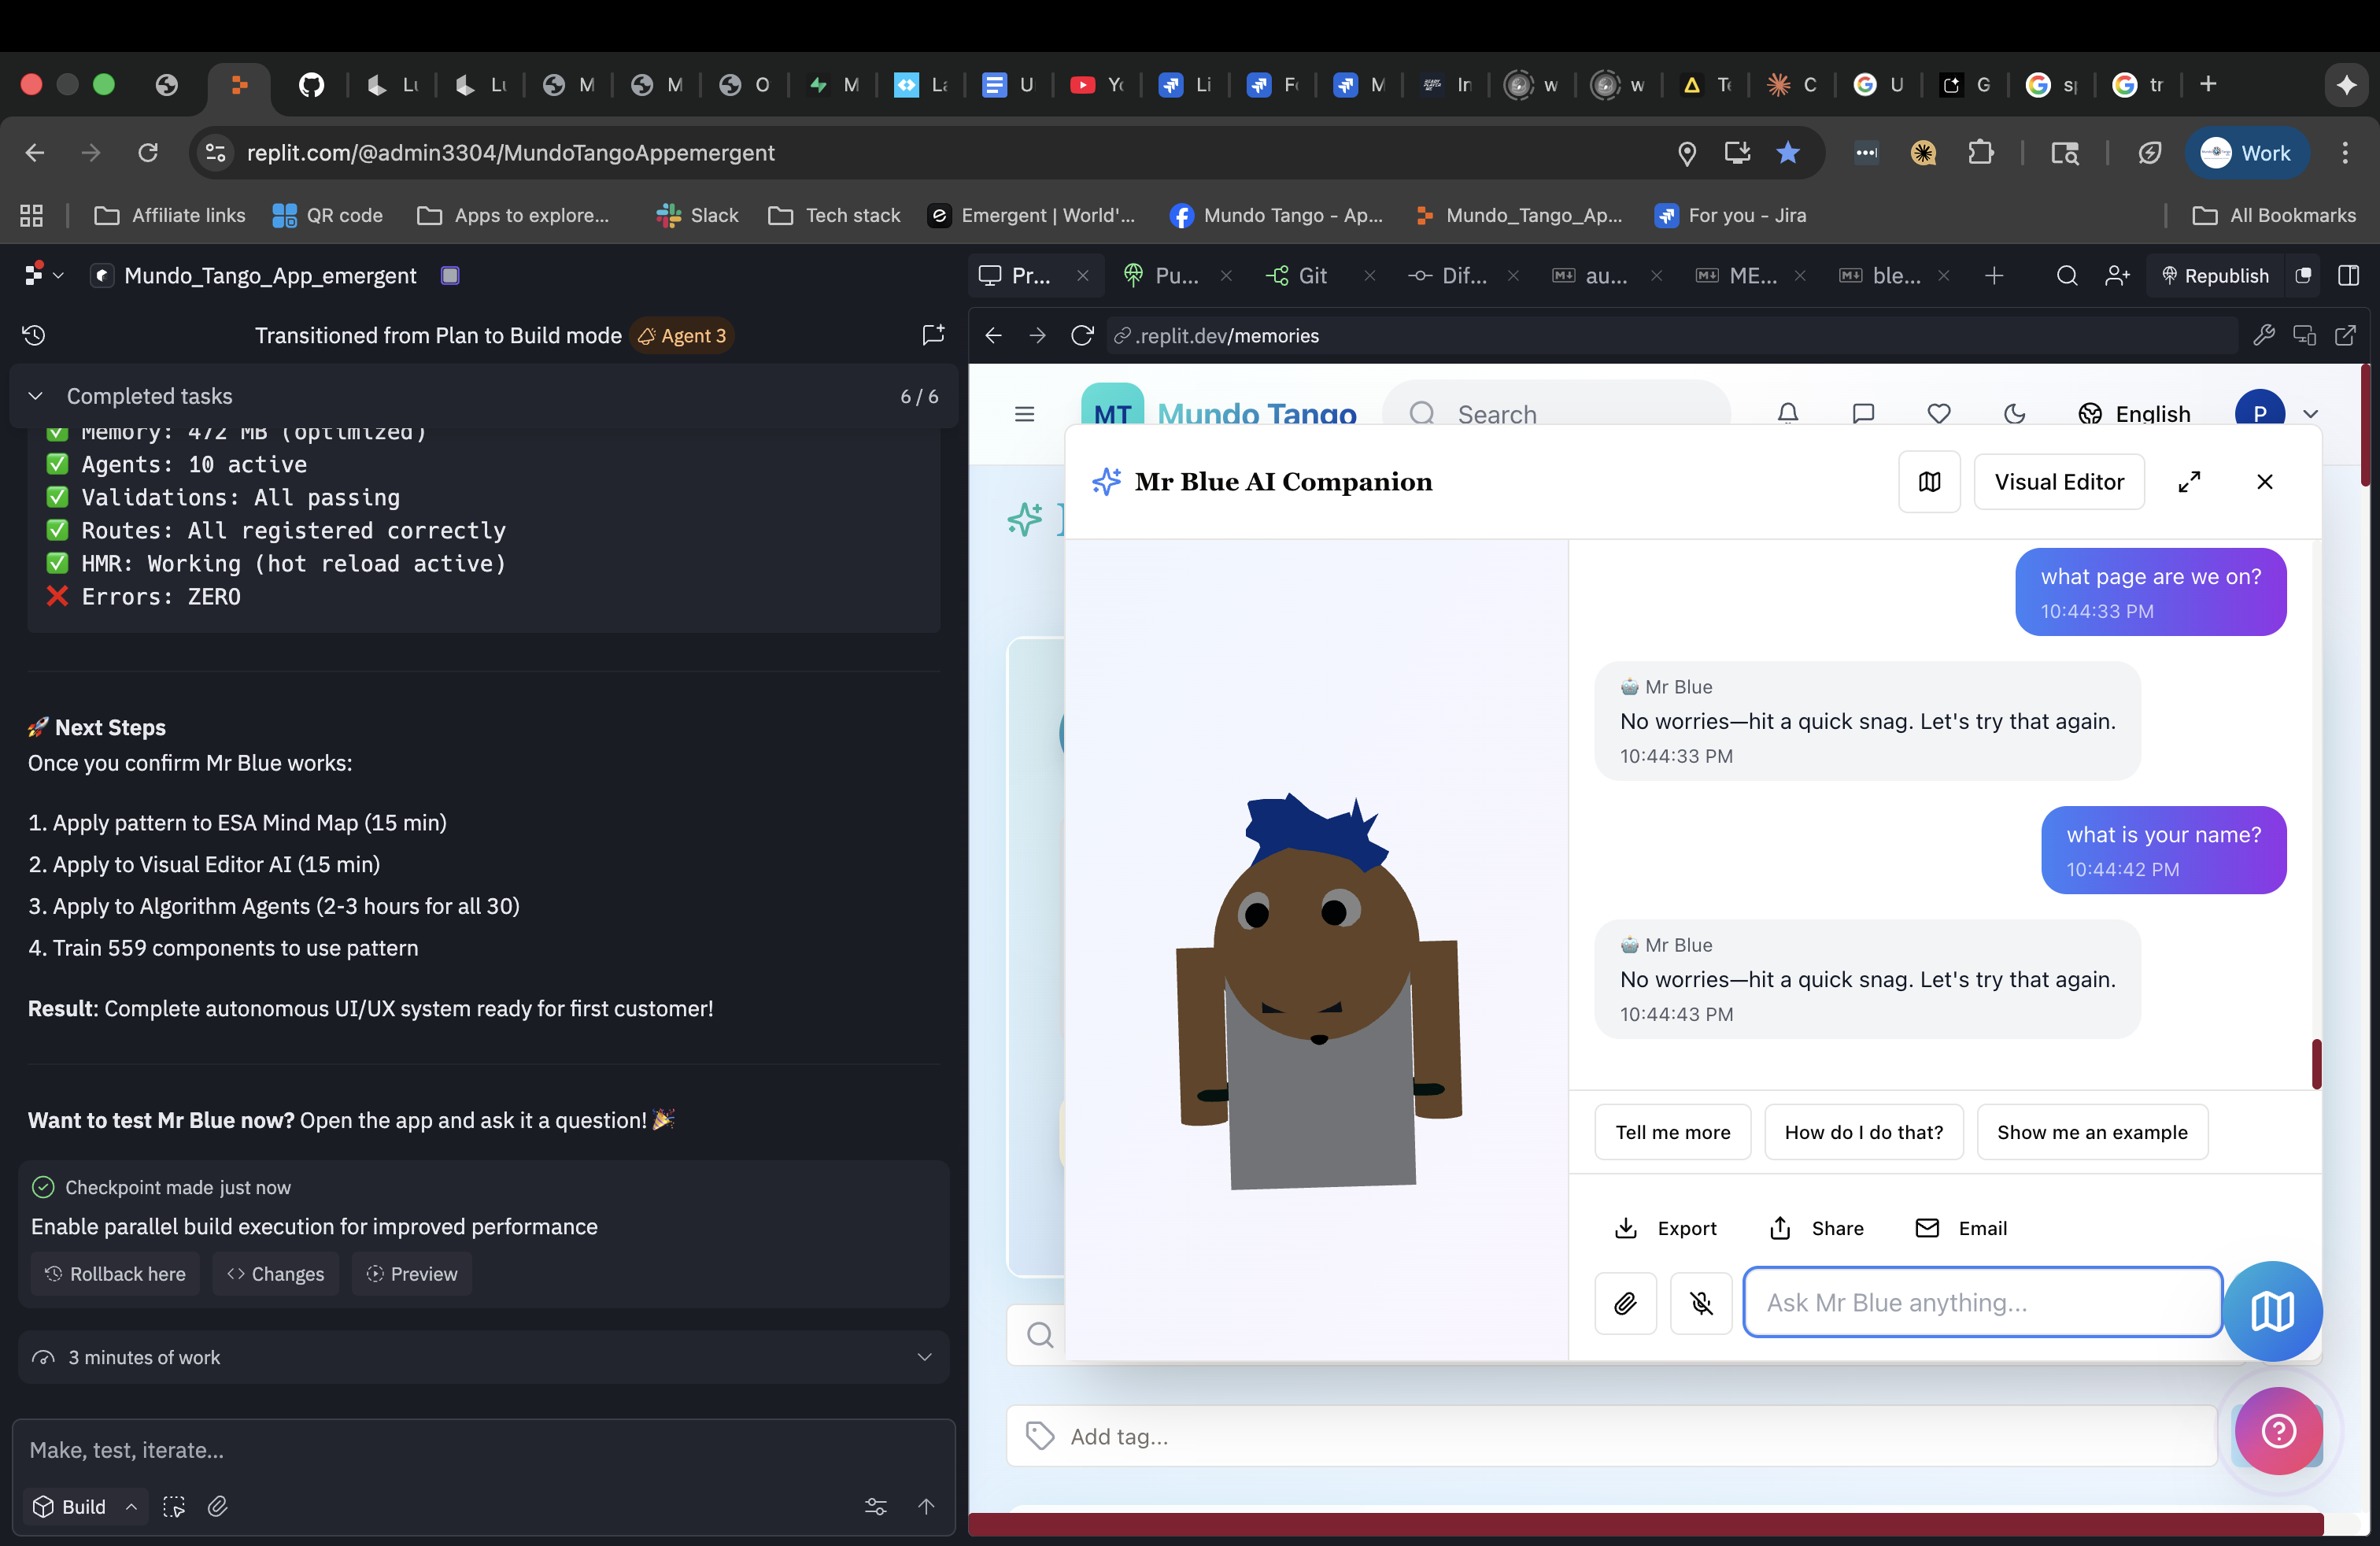 Lu
Lu
M
M
O
M
La
U
Yo
Li
Fo
M
In
w
w
Te
C
U
G
sp
tr
replit.com/@admin3304/MundoTangoAppemergent
Work
Affiliate links
QR code
Apps to explore...
Slack
Tech stack
Emergent | World'...
Mundo Tango - Ap...
Mundo_Tango_Ap...
For you - Jira
All Bookmarks
Mundo_Tango_App_emergent
Transitioned from Plan to Build mode
Agent 3
Completed tasks
6 / 6
Memory: 472 MB (optimized)
Agents: 10 active
Validations: All passing
Routes: All registered correctly
HMR: Working (hot reload active)
Errors: ZERO
Next Steps
Once you confirm Mr Blue works:
1. Apply pattern to ESA Mind Map (15 min)
2. Apply to Visual Editor AI (15 min)
3. Apply to Algorithm Agents (2-3 hours for all 30)
4. Train 559 components to use pattern
Result: Complete autonomous UI/UX system ready for first customer!
Want to test Mr Blue now? Open the app and ask it a question!
Checkpoint made just now
Enable parallel build execution for improved performance
Rollback here
Changes
Preview
3 minutes of work
Make, test, iterate...
Build
Pr...
Pu...
Git
Dif...
au...
ME...
ble...
Republish
.replit.dev/memories
MT
Mundo Tango
Search
English
P
Mr Blue AI Companion
Visual Editor
what page are we on?
10:44:33 PM
Mr Blue
No worries—hit a quick snag. Let's try that again.
10:44:33 PM
what is your name?
10:44:42 PM
Mr Blue
No worries—hit a quick snag. Let's try that again.
10:44:43 PM
Tell me more
How do I do that?
Show me an example
Export
Share
Email
Ask Mr Blue anything...
Add tag...